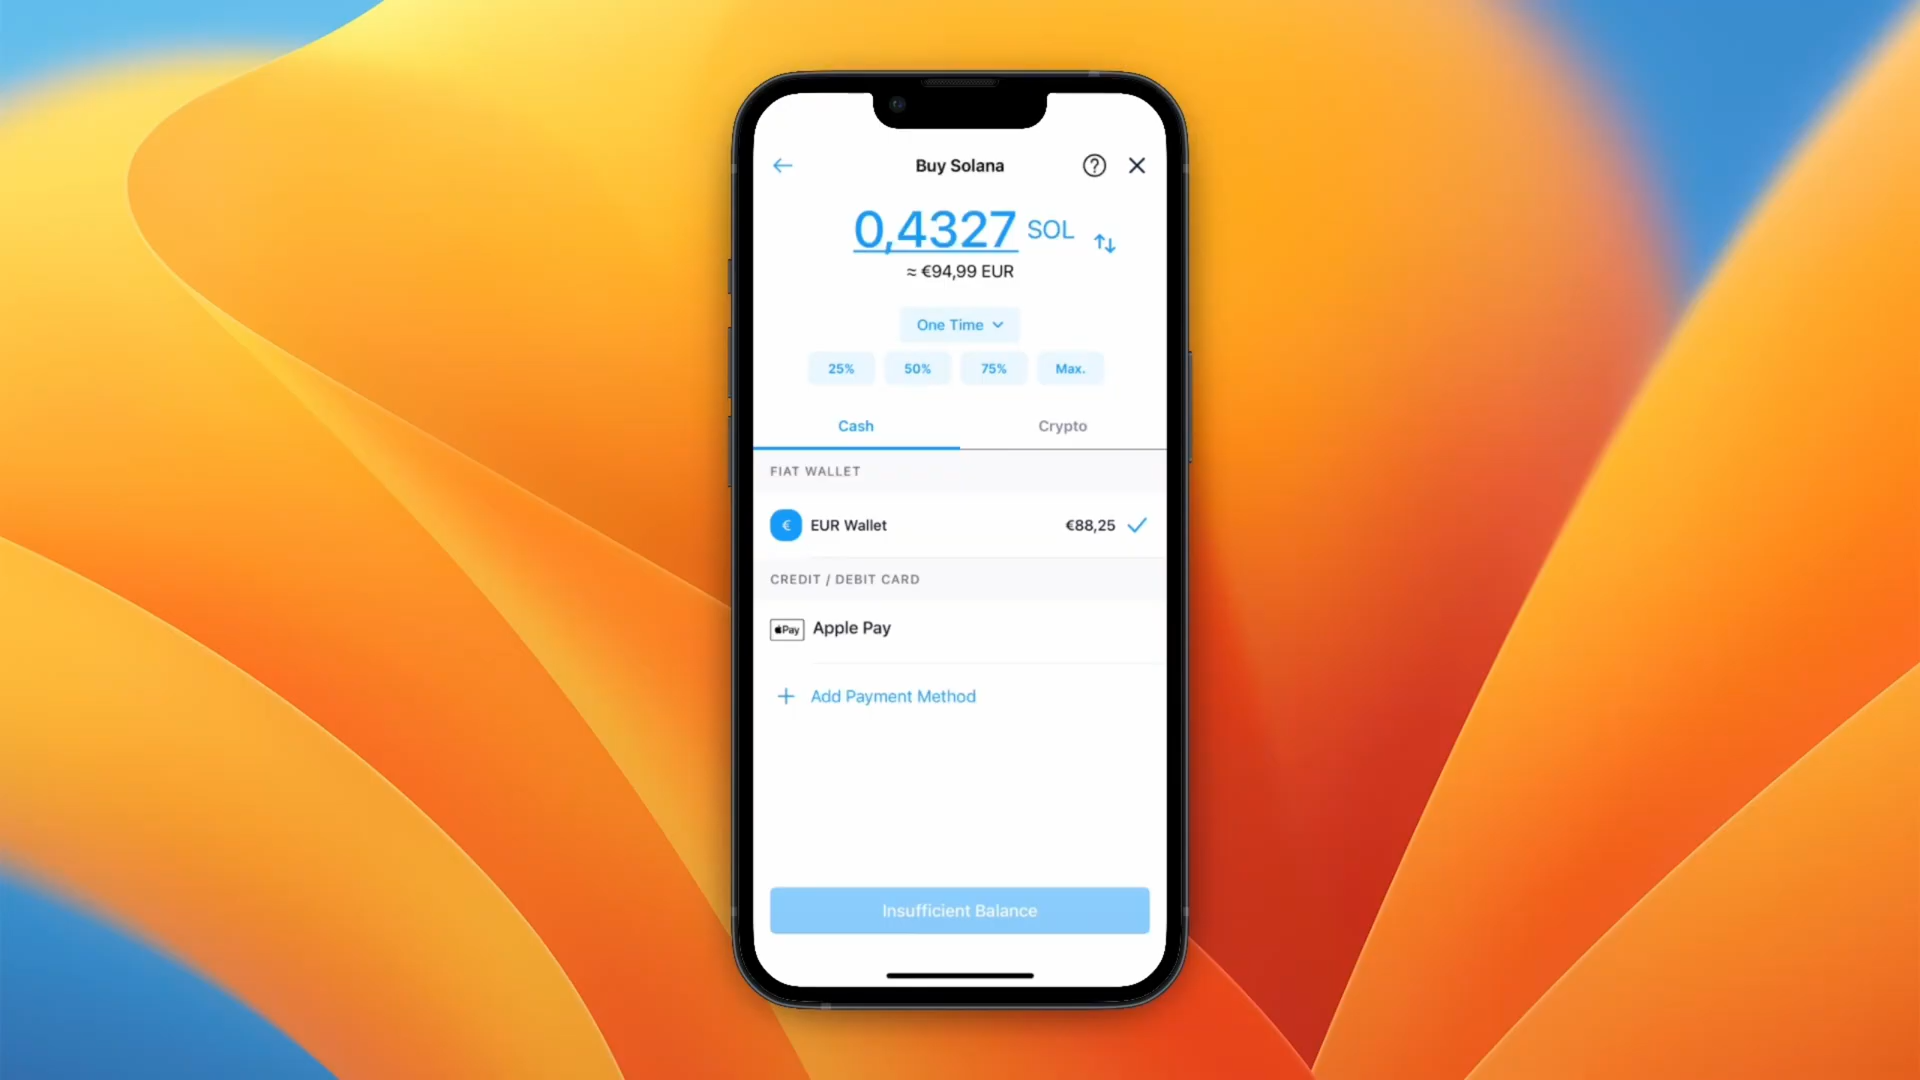 Buy Solana
0,4327 SOL
≈ €94,99 EUR
One Time
25% 50% 75% Max.
Cash Crypto
FIAT WALLET
€ EUR Wallet €88,25
CREDIT / DEBIT CARD
Pay Apple Pay
+ Add Payment Method
Insufficient Balance